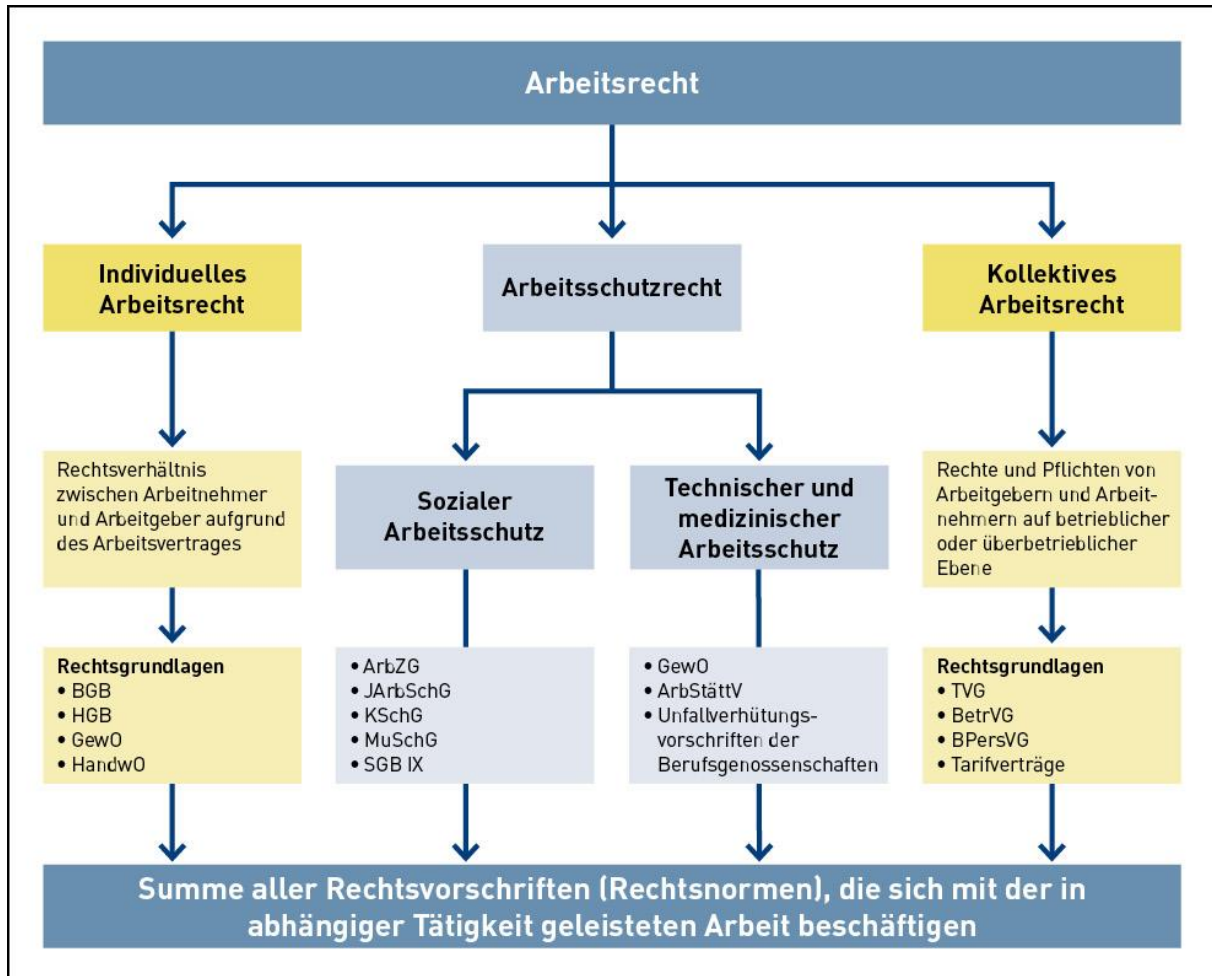 Arbeitsrecht
Individuelles
Arbeitsrecht
Arbeitsschutzrecht
Kollektives
Arbeitsrecht
Rechtsverhältnis
zwischen Arbeitnehmer
und Arbeitgeber aufgrund
des Arbeitsvertrages
Sozialer
Arbeitsschutz
Technischer und
medizinischer
Arbeitsschutz
Rechte und Pflichten von
Arbeitgebern und Arbeit-
nehmern auf betrieblicher
oder überbetrieblicher
Ebene
Rechtsgrundlagen
• BGB
• HGB
• GewO
• HandwO
• ArbZG
• JArbSchG
• KSchG
• MuSchG
• SGB IX
• GewO
• ArbStättV
• Unfallverhütungs-
vorschriften der
Berufsgenossenschaften
Rechtsgrundlagen
• TVG
• BetrVG
• BPersVG
• Tarifverträge
Summe aller Rechtsvorschriften (Rechtsnormen), die sich mit der in
abhängiger Tätigkeit geleisteten Arbeit beschäftigen